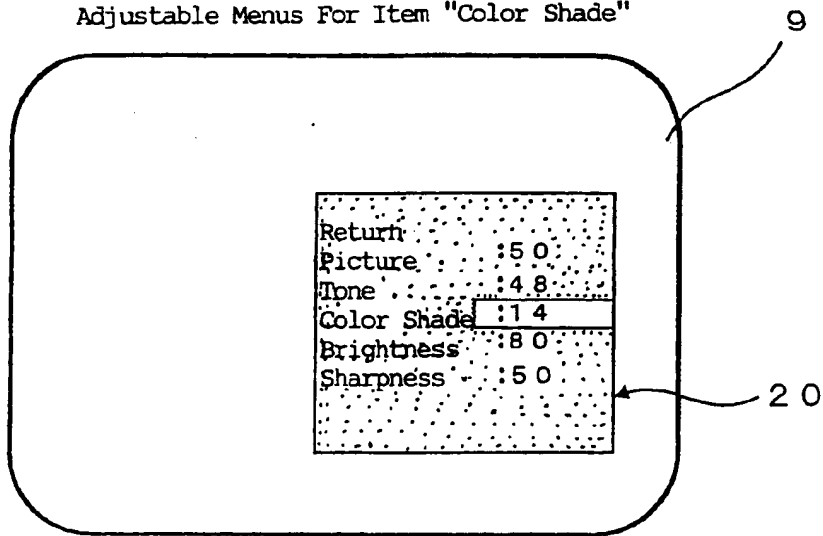 Adjustable Menus For Item "Color Shade"
9
Return
Picture :50
Tone :48
Color Shade :14
Brightness :80
Sharpness :50
20